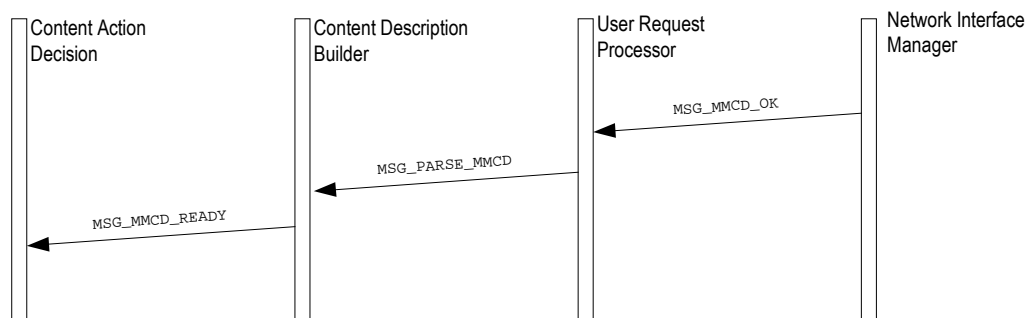 Content Action
Decision
Content Description
Builder
User Request
Processor
Network Interface
Manager
MSG_MMCD_OK
MSG_PARSE_MMCD
MSG_MMCD_READY